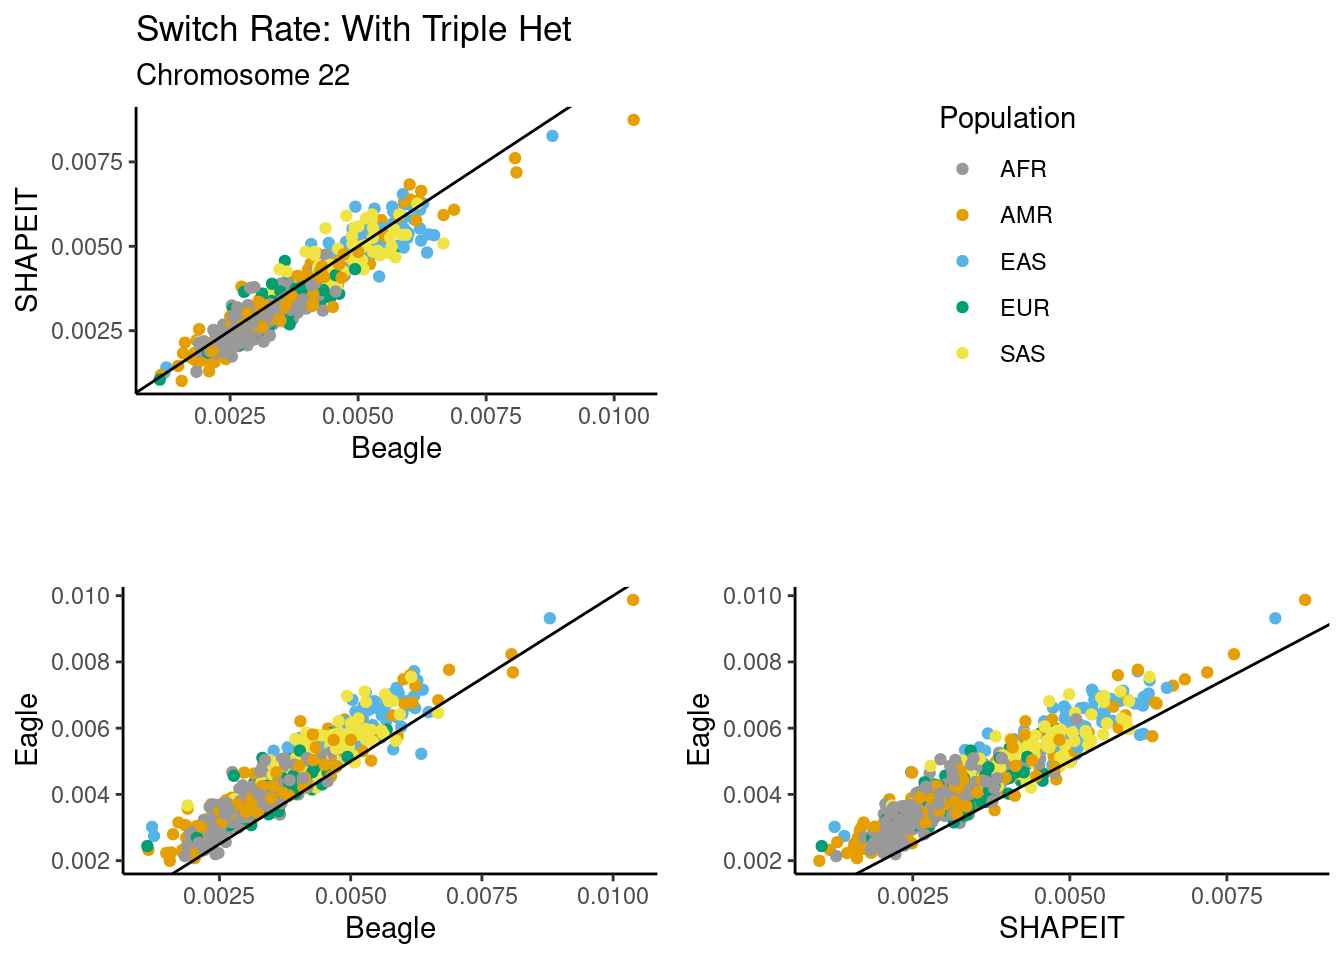 Switch Rate: With Triple Het
Chromosome 22
SHAPEIT
0.0075
0.0050
0.0025
0.0025 0.0050 0.0075 0.0100
Beagle
Population
AFR
AMR
EAS
EUR
SAS
Eagle
0.010
0.008
0.006
0.004
0.002
0.0025 0.0050 0.0075 0.0100
Beagle
Eagle
0.010
0.008
0.006
0.004
0.002
0.0025 0.0050 0.0075
SHAPEIT